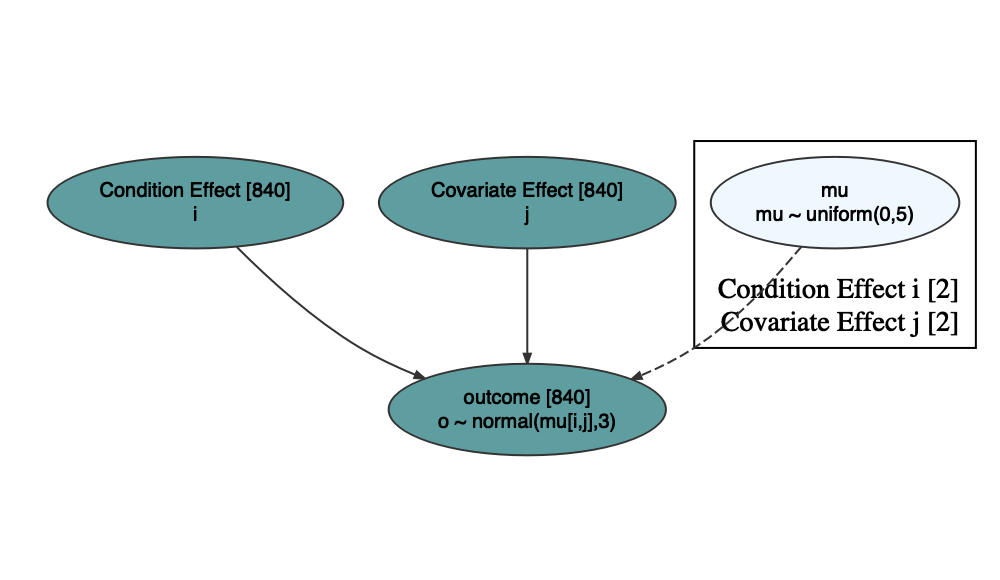 Condition Effect [840]
i
Covariate Effect [840]
j
mu
mu ~ uniform(0,5)
Condition Effect i [2]
Covariate Effect j [2]
outcome [840]
o ~ normal(mu[i,j],3)